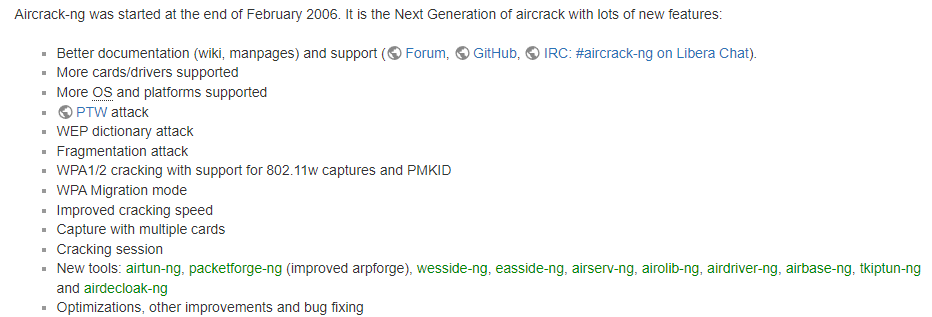 Aircrack-ng was started at the end of February 2006. It is the Next Generation of aircrack with lots of new features:
Better documentation (wiki, manpages) and support (Forum, GitHub, IRC: #aircrack-ng on Libera Chat).
More cards/drivers supported
More OS and platforms supported
PTW attack
WEP dictionary attack
Fragmentation attack
WPA1/2 cracking with support for 802.11w captures and PMKID
WPA Migration mode
Improved cracking speed
Capture with multiple cards
Cracking session
New tools: airtun-ng, packetforge-ng (improved arpforge), wesside-ng, easside-ng, airserv-ng, airolib-ng, airdriver-ng, airbase-ng, tkiptun-ng
and airdecloak-ng
Optimizations, other improvements and bug fixing